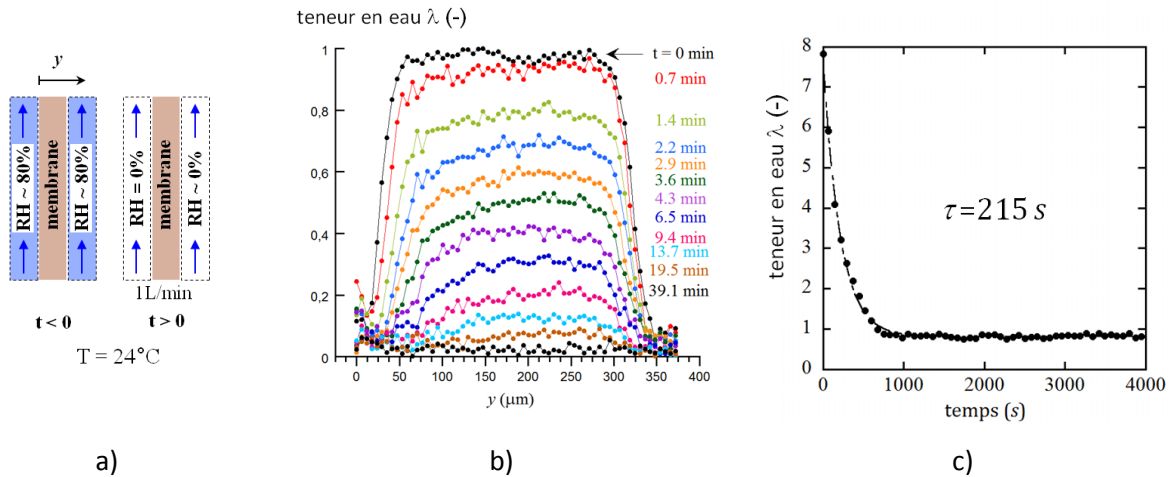 y
RH ~ 80%
membrane
RH ~ 80%
RH = 0%
membrane
RH ~ 0%
1L/min
t < 0
t > 0
T = 24°C
a)
teneur en eau λ (-)
1
0,8
0,6
0,4
0,2
0
0
50
100
150
200
250
300
350
400
y (μm)
t = 0 min
0.7 min
1.4 min
2.2 min
2.9 min
3.6 min
4.3 min
6.5 min
9.4 min
13.7 min
19.5 min
39.1 min
b)
teneur en eau λ (-)
8
7
6
5
4
3
2
1
0
τ=215 s
0
1000
2000
3000
4000
temps (s)
c)